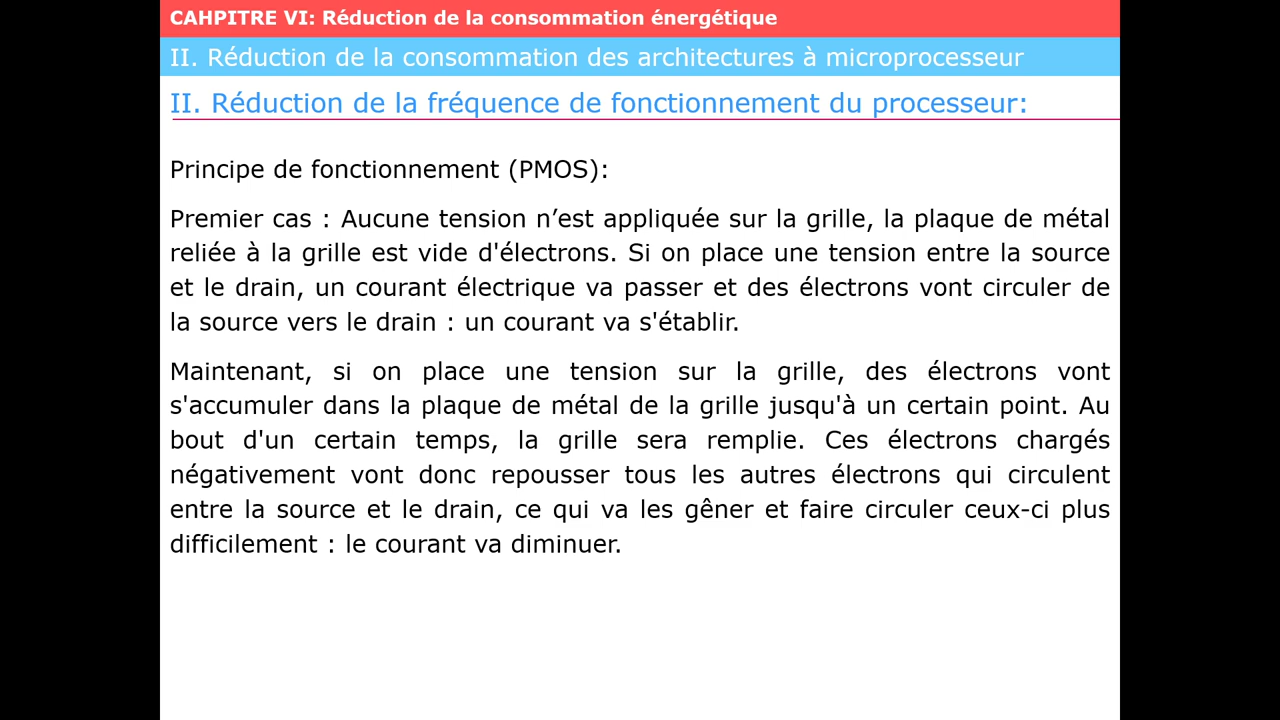 CAHPITRE VI: Réduction de la consommation énergétique
II. Réduction de la consommation des architectures à microprocesseur
II. Réduction de la fréquence de fonctionnement du processeur:
Principe de fonctionnement (PMOS):
Premier cas : Aucune tension n’est appliquée sur la grille, la plaque de métal
reliée à la grille est vide d'électrons. Si on place une tension entre la source
et le drain, un courant électrique va passer et des électrons vont circuler de
la source vers le drain : un courant va s'établir.
Maintenant, si on place une tension sur la grille, des électrons vont
s'accumuler dans la plaque de métal de la grille jusqu'à un certain point. Au
bout d'un certain temps, la grille sera remplie. Ces électrons chargés
négativement vont donc repousser tous les autres électrons qui circulent
entre la source et le drain, ce qui va les gêner et faire circuler ceux-ci plus
difficilement : le courant va diminuer.